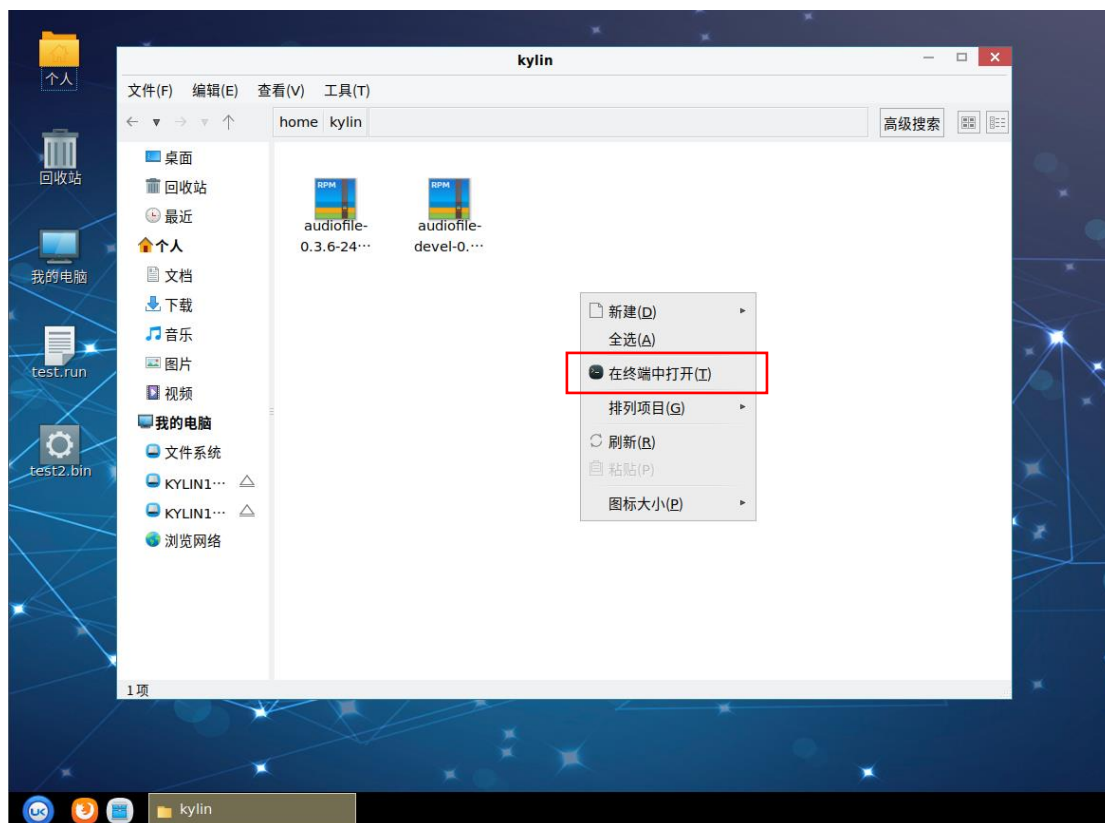 个人
回收站
我的电脑
test.run
test2.bin
kylin
文件(F) 编辑(E) 查看(V) 工具(T)
home kylin 高级搜索
桌面
回收站
最近
个人
文档
下载
音乐
图片
视频
我的电脑
文件系统
KYLIN1···
KYLIN1···
浏览网络
RPM
audiofile-
0.3.6-24···
RPM
audiofile-
devel-0.···
新建(D)
全选(A)
在终端中打开(T)
排列项目(G)
刷新(R)
粘贴(P)
图标大小(P)
1项
UK
kylin